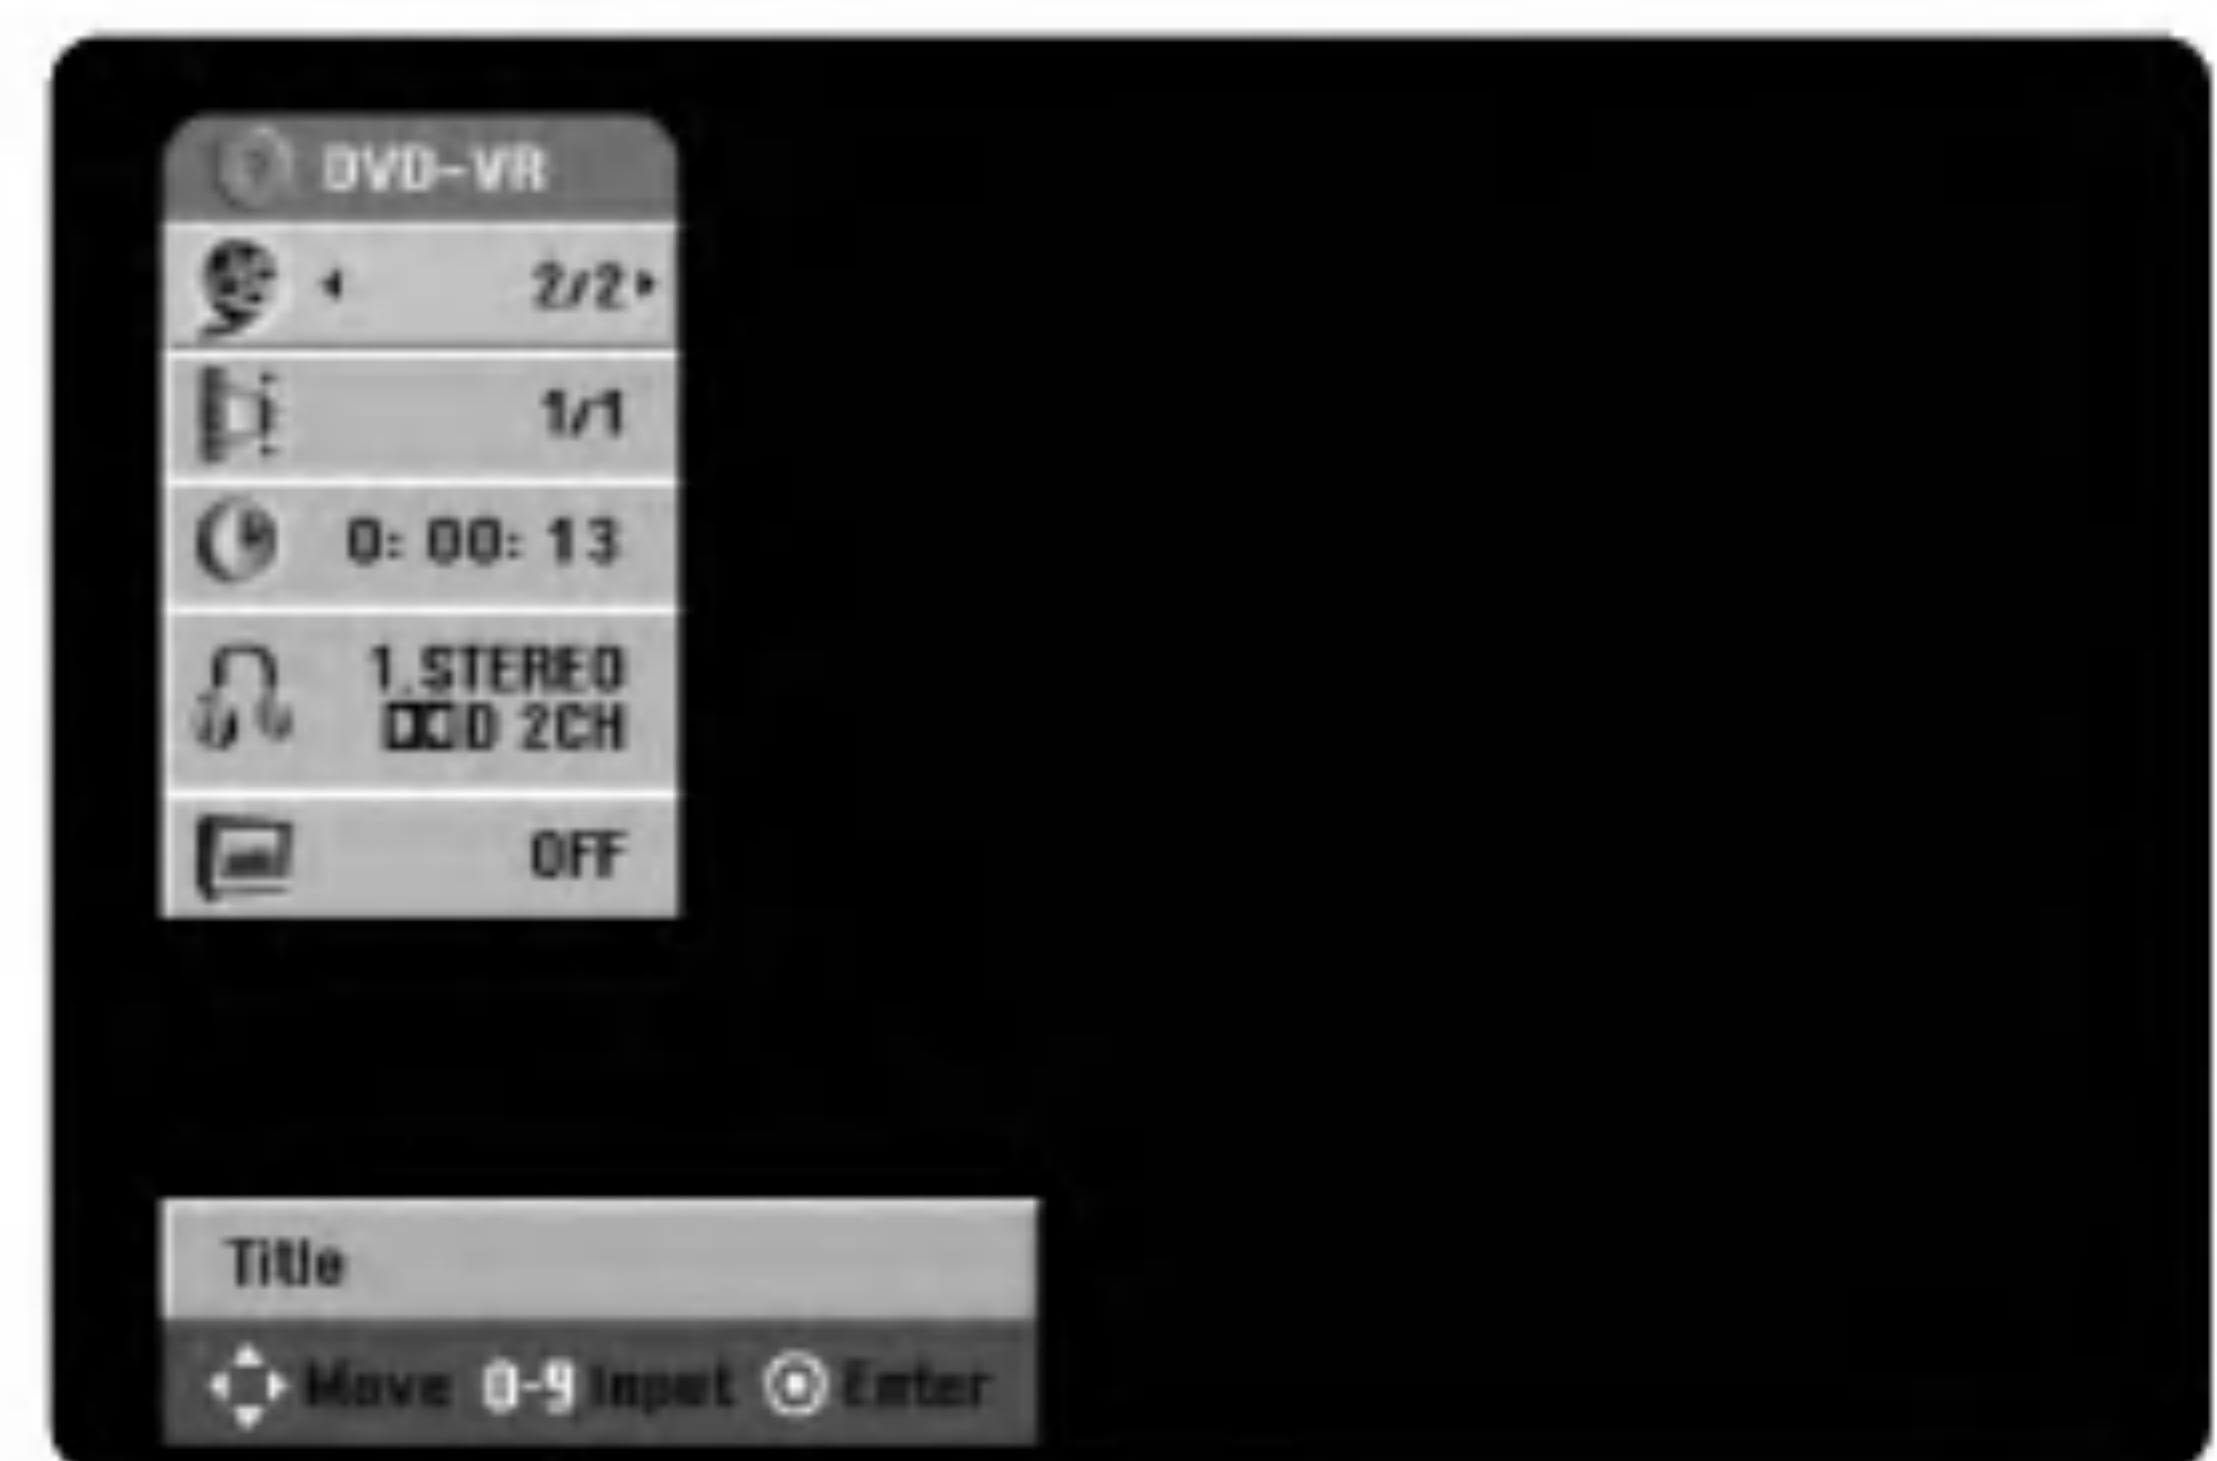 DVD-VR
2/2
1/1
0: 00: 13
1.STEREO
D 2CH
OFF
Title
Move 0-9 Input Enter